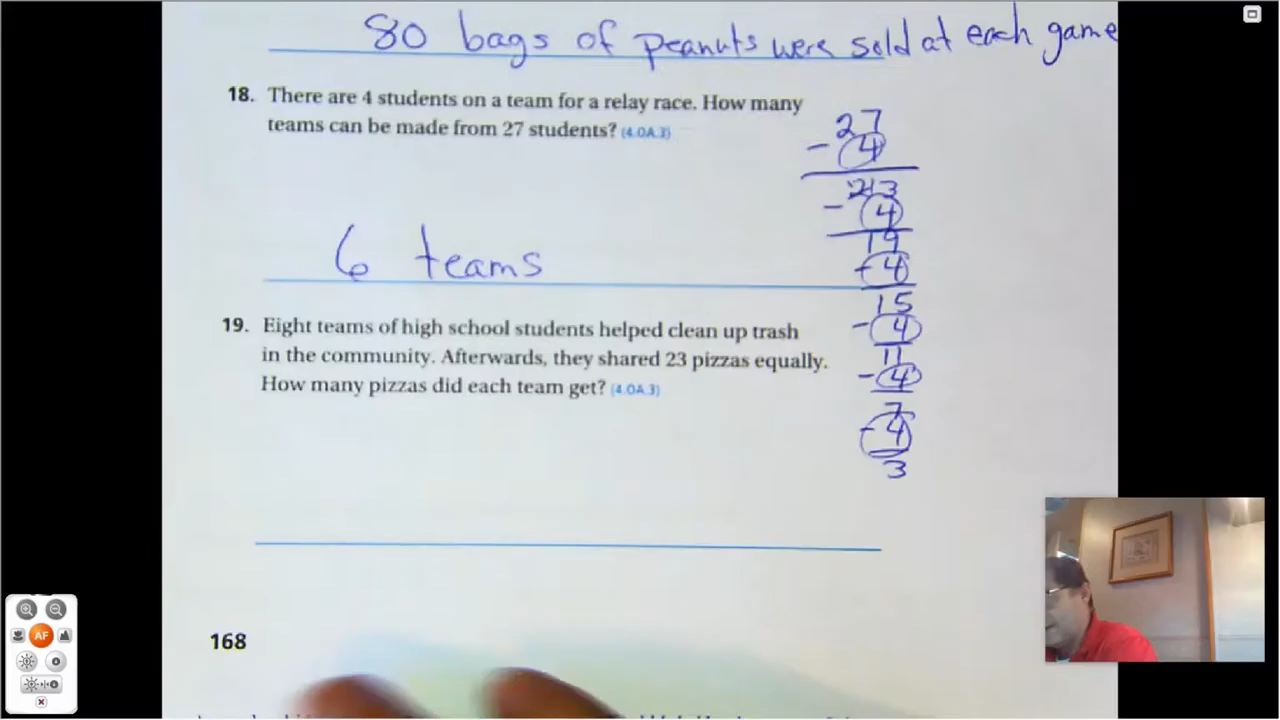 80 bags of peanuts were sold at each game
18. There are 4 students on a team for a relay race. How many
teams can be made from 27 students? (4.OA.3)
27
- 4
23
- 4
19
- 4
15
- 4
11
- 4
7
- 4
3
6 teams
19. Eight teams of high school students helped clean up trash
in the community. Afterwards, they shared 23 pizzas equally.
How many pizzas did each team get? (4.OA.3)
168
AF